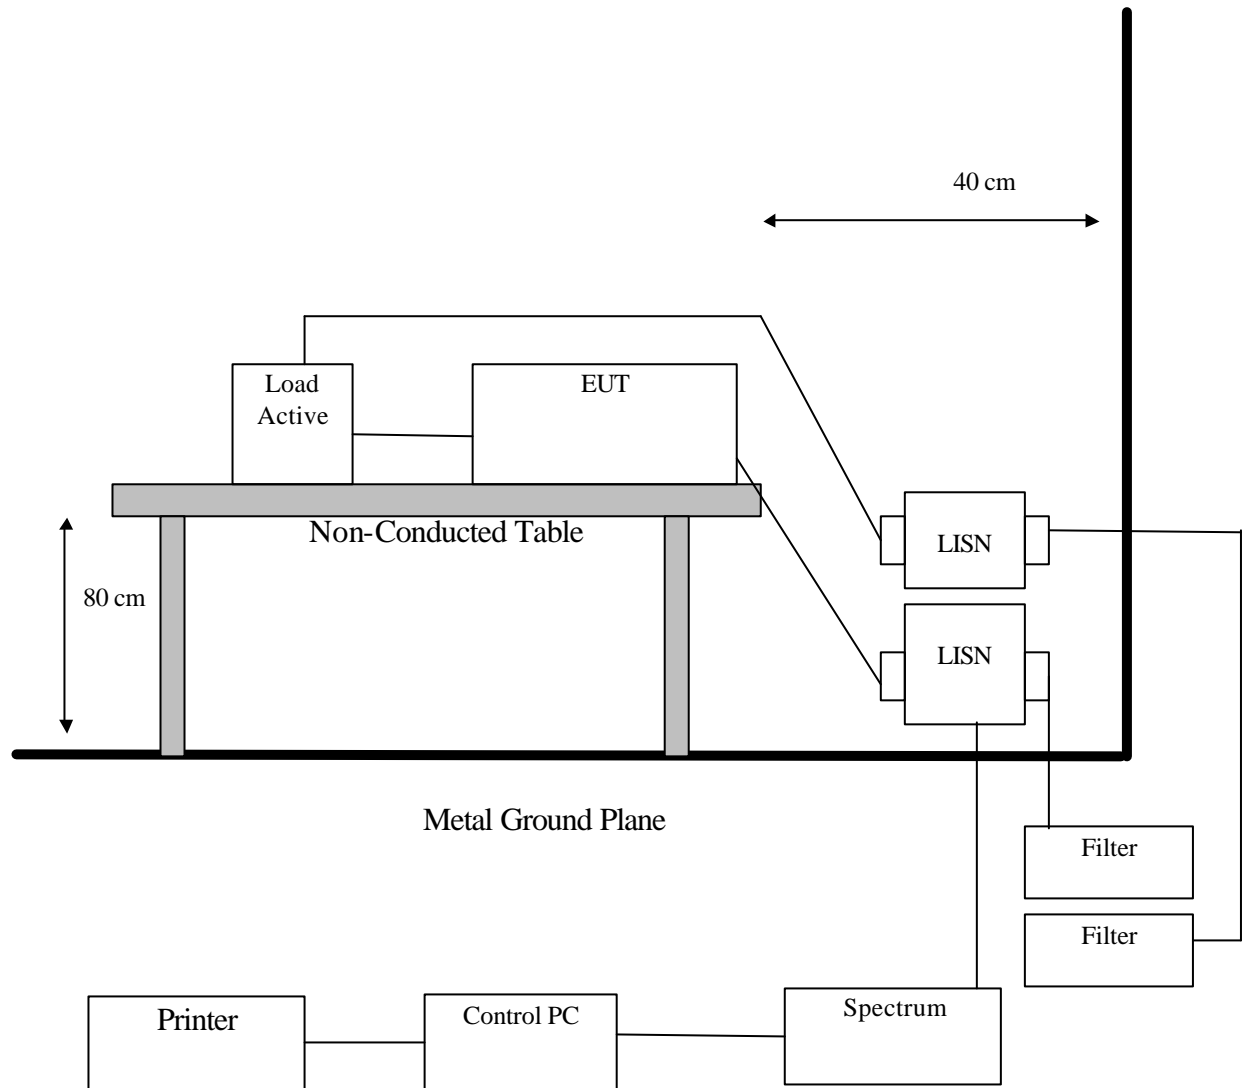 40 cm
Load
Active
EUT
Non-Conducted Table
LISN
80 cm
LISN
Metal Ground Plane
Filter
Filter
Printer
Control PC
Spectrum